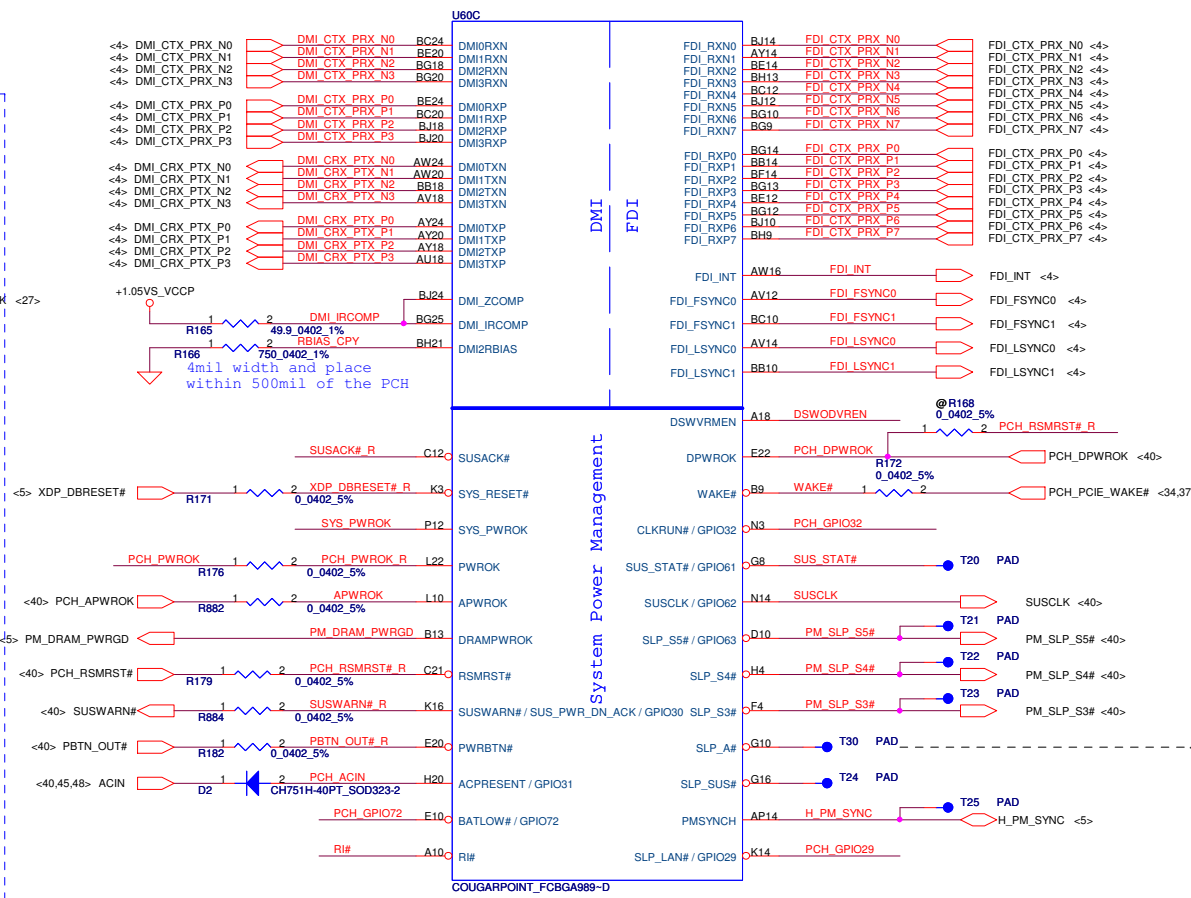 U60C
<4> DMI_CTX_PRX_N0 DMI_CTX_PRX_N0 BC24 DMI0RXN FDI_RXN0 BJ14 FDI_CTX_PRX_N0 FDI_CTX_PRX_N0 <4>
<4> DMI_CTX_PRX_N1 DMI_CTX_PRX_N1 BE20 DMI1RXN FDI_RXN1 AY14 FDI_CTX_PRX_N1 FDI_CTX_PRX_N1 <4>
<4> DMI_CTX_PRX_N2 DMI_CTX_PRX_N2 BG18 DMI2RXN FDI_RXN2 BE14 FDI_CTX_PRX_N2 FDI_CTX_PRX_N2 <4>
<4> DMI_CTX_PRX_N3 DMI_CTX_PRX_N3 BG20 DMI3RXN FDI_RXN3 BH13 FDI_CTX_PRX_N3 FDI_CTX_PRX_N3 <4>
FDI_RXN4 BC12 FDI_CTX_PRX_N4 FDI_CTX_PRX_N4 <4>
<4> DMI_CTX_PRX_P0 DMI_CTX_PRX_P0 BE24 DMI0RXP FDI_RXN5 BJ12 FDI_CTX_PRX_N5 FDI_CTX_PRX_N5 <4>
<4> DMI_CTX_PRX_P1 DMI_CTX_PRX_P1 BC20 DMI1RXP FDI_RXN6 BG10 FDI_CTX_PRX_N6 FDI_CTX_PRX_N6 <4>
<4> DMI_CTX_PRX_P2 DMI_CTX_PRX_P2 BJ18 DMI2RXP FDI_RXN7 BG9 FDI_CTX_PRX_N7 FDI_CTX_PRX_N7 <4>
<4> DMI_CTX_PRX_P3 DMI_CTX_PRX_P3 BJ20 DMI3RXP
FDI_RXP0 BG14 FDI_CTX_PRX_P0 FDI_CTX_PRX_P0 <4>
<4> DMI_CRX_PTX_N0 DMI_CRX_PTX_N0 AW24 DMI0TXN FDI_RXP1 BB14 FDI_CTX_PRX_P1 FDI_CTX_PRX_P1 <4>
<4> DMI_CRX_PTX_N1 DMI_CRX_PTX_N1 AW20 DMI1TXN FDI_RXP2 BF14 FDI_CTX_PRX_P2 FDI_CTX_PRX_P2 <4>
<4> DMI_CRX_PTX_N2 DMI_CRX_PTX_N2 BB18 DMI2TXN FDI_RXP3 BG13 FDI_CTX_PRX_P3 FDI_CTX_PRX_P3 <4>
<4> DMI_CRX_PTX_N3 DMI_CRX_PTX_N3 AV18 DMI3TXN FDI_RXP4 BE12 FDI_CTX_PRX_P4 FDI_CTX_PRX_P4 <4>
FDI_RXP5 BG12 FDI_CTX_PRX_P5 FDI_CTX_PRX_P5 <4>
<4> DMI_CRX_PTX_P0 DMI_CRX_PTX_P0 AY24 DMI0TXP FDI_RXP6 BJ10 FDI_CTX_PRX_P6 FDI_CTX_PRX_P6 <4>
<4> DMI_CRX_PTX_P1 DMI_CRX_PTX_P1 AY20 DMI1TXP FDI_RXP7 BH9 FDI_CTX_PRX_P7 FDI_CTX_PRX_P7 <4>
<4> DMI_CRX_PTX_P2 DMI_CRX_PTX_P2 AY18 DMI2TXP
<4> DMI_CRX_PTX_P3 DMI_CRX_PTX_P3 AU18 DMI3TXP
DMI
FDI
FDI_INT AW16 FDI_INT FDI_INT <4>
K <27> +1.05VS_VCCP
BJ24 DMI_ZCOMP FDI_FSYNC0 AV12 FDI_FSYNC0 FDI_FSYNC0 <4>
R165 1 2 49.9_0402_1% DMI_IRCOMP BG25 DMI_IRCOMP FDI_FSYNC1 BC10 FDI_FSYNC1 FDI_FSYNC1 <4>
R166 1 2 750_0402_1% RBIAS_CPY BH21 DMI2RBIAS FDI_LSYNC0 AV14 FDI_LSYNC0 FDI_LSYNC0 <4>
4mil width and place
within 500mil of the PCH
FDI_LSYNC1 BB10 FDI_LSYNC1 FDI_LSYNC1 <4>
System Power Management
DSWVRMEN A18 DSWODVREN
@R168
0_0402_5%
1 2 PCH_RSMRST#_R
SUSACK#_R C12 SUSACK# DPWROK E22 PCH_DPWROK PCH_DPWROK <40>
R172
0_0402_5%
<5> XDP_DBRESET# R171 1 2 0_0402_5% XDP_DBRESET#_R K3 SYS_RESET# WAKE# B9 WAKE# 1 2 PCH_PCIE_WAKE# <34,37
SYS_PWROK P12 SYS_PWROK CLKRUN# / GPIO32 N3 PCH_GPIO32
PCH_PWROK R176 1 2 0_0402_5% PCH_PWROK_R L22 PWROK SUS_STAT# / GPIO61 G8 SUS_STAT# T20 PAD
<40> PCH_APWROK R882 1 2 0_0402_5% APWROK L10 APWROK SUSCLK / GPIO62 N14 SUSCLK SUSCLK <40>
T21 PAD
<5> PM_DRAM_PWRGD PM_DRAM_PWRGD B13 DRAMPWROK SLP_S5# / GPIO63 D10 PM_SLP_S5# PM_SLP_S5# <40>
T22 PAD
<40> PCH_RSMRST# R179 1 2 0_0402_5% PCH_RSMRST#_R C21 RSMRST# SLP_S4# H4 PM_SLP_S4# PM_SLP_S4# <40>
T23 PAD
<40> SUSWARN# R884 1 2 0_0402_5% SUSWARN#_R K16 SUSWARN# / SUS_PWR_DN_ACK / GPIO30 SLP_S3# F4 PM_SLP_S3# PM_SLP_S3# <40>
<40> PBTN_OUT# R182 1 2 0_0402_5% PBTN_OUT#_R E20 PWRBTN# SLP_A# G10 T30 PAD
<40,45,48> ACIN D2 1 2 CH751H-40PT_SOD323-2 PCH_ACIN H20 ACPRESENT / GPIO31 SLP_SUS# G16 T24 PAD
T25 PAD
PCH_GPIO72 E10 BATLOW# / GPIO72 PMSYNCH AP14 H_PM_SYNC H_PM_SYNC <5>
RI# A10 RI# SLP_LAN# / GPIO29 K14 PCH_GPIO29
COUGARPOINT_FCBGA989~D